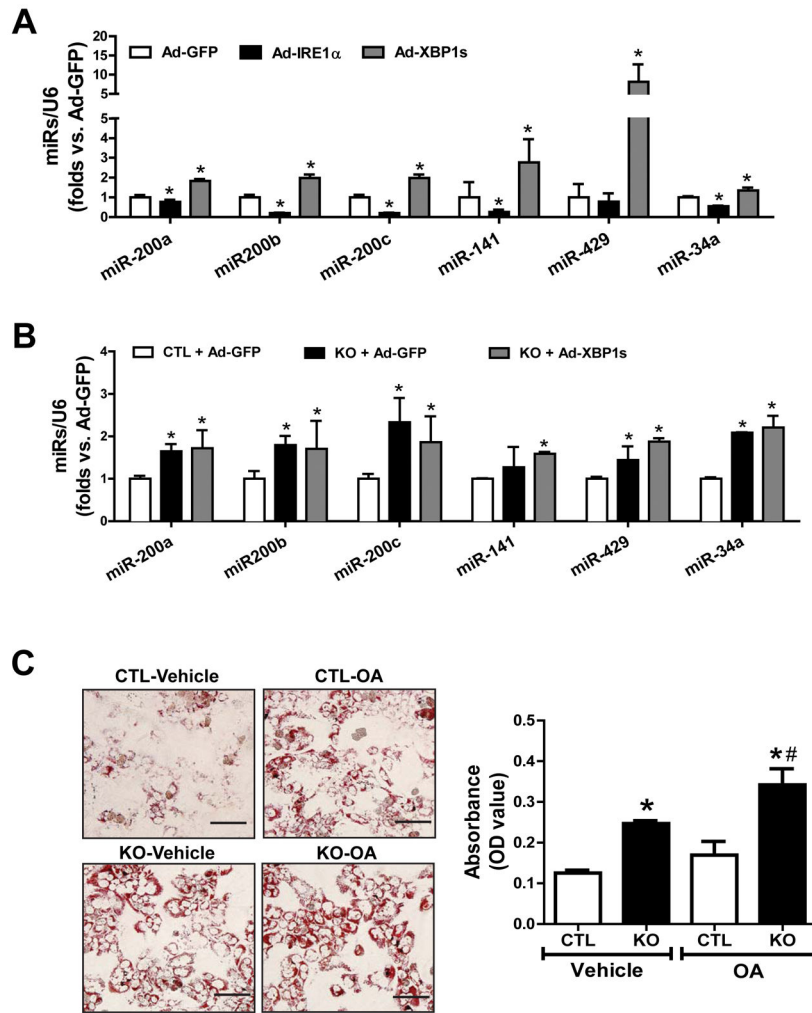 A
Ad-GFP Ad-IRE1α Ad-XBP1s
miRs/U6
(folds vs. Ad-GFP)
20
15
10
5
4
3
2
1
0
* * * * * * * * * * *
miR-200a miR200b miR-200c miR-141 miR-429 miR-34a
B
CTL + Ad-GFP KO + Ad-GFP KO + Ad-XBP1s
miRs/U6
(folds vs. Ad-GFP)
4
3
2
1
0
* * * * * * * * * * *
miR-200a miR200b miR-200c miR-141 miR-429 miR-34a
C
CTL-Vehicle CTL-OA
KO-Vehicle KO-OA
Absorbance
(OD value)
0.5
0.4
0.3
0.2
0.1
0.0
* *#
CTL KO CTL KO
Vehicle OA